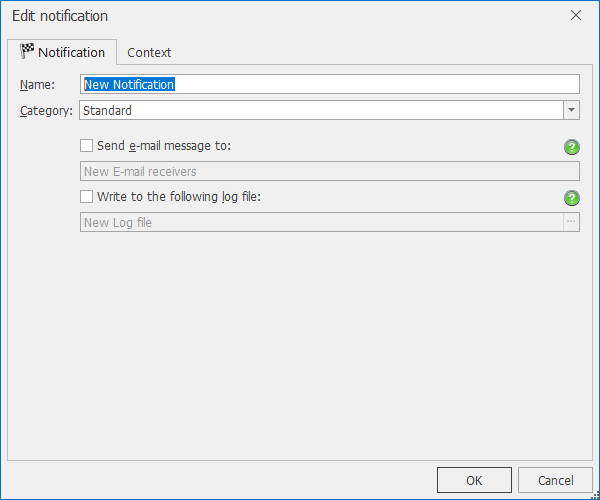 Edit notification
Notification Context
Name: New Notification
Category: Standard
Send e-mail message to:
New E-mail receivers
Write to the following log file:
New Log file ...
OK Cancel